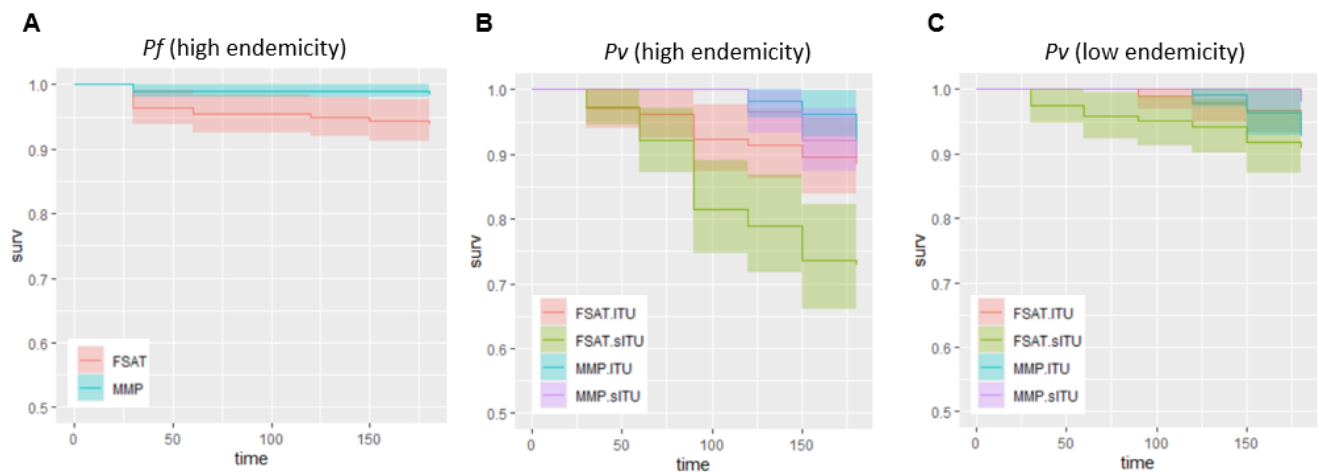 A
Pf (high endemicity)
surv
1.0
0.9
0.8
0.7
0.6
0.5
FSAT
MMP
0
50
100
150
time
B
Pv (high endemicity)
surv
1.0
0.9
0.8
0.7
0.6
0.5
FSAT.ITU
FSAT.sITU
MMP.ITU
MMP.sITU
0
50
100
150
time
C
Pv (low endemicity)
surv
1.0
0.9
0.8
0.7
0.6
0.5
FSAT.ITU
FSAT.sITU
MMP.ITU
MMP.sITU
0
50
100
150
time